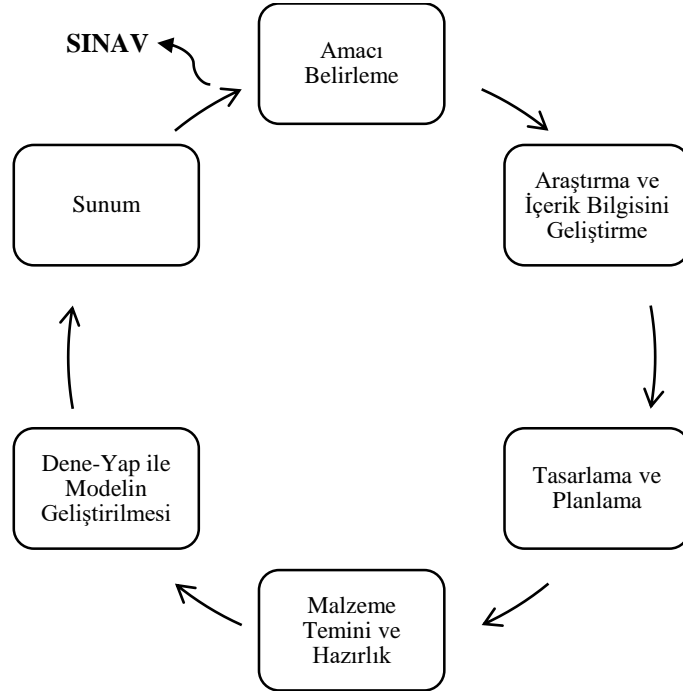 SINAV
Amacı
Belirleme
Araştırma ve
İçerik Bilgisini
Geliştirme
Tasarlama ve
Planlama
Malzeme
Temini ve
Hazırlık
Dene-Yap ile
Modelin
Geliştirilmesi
Sunum